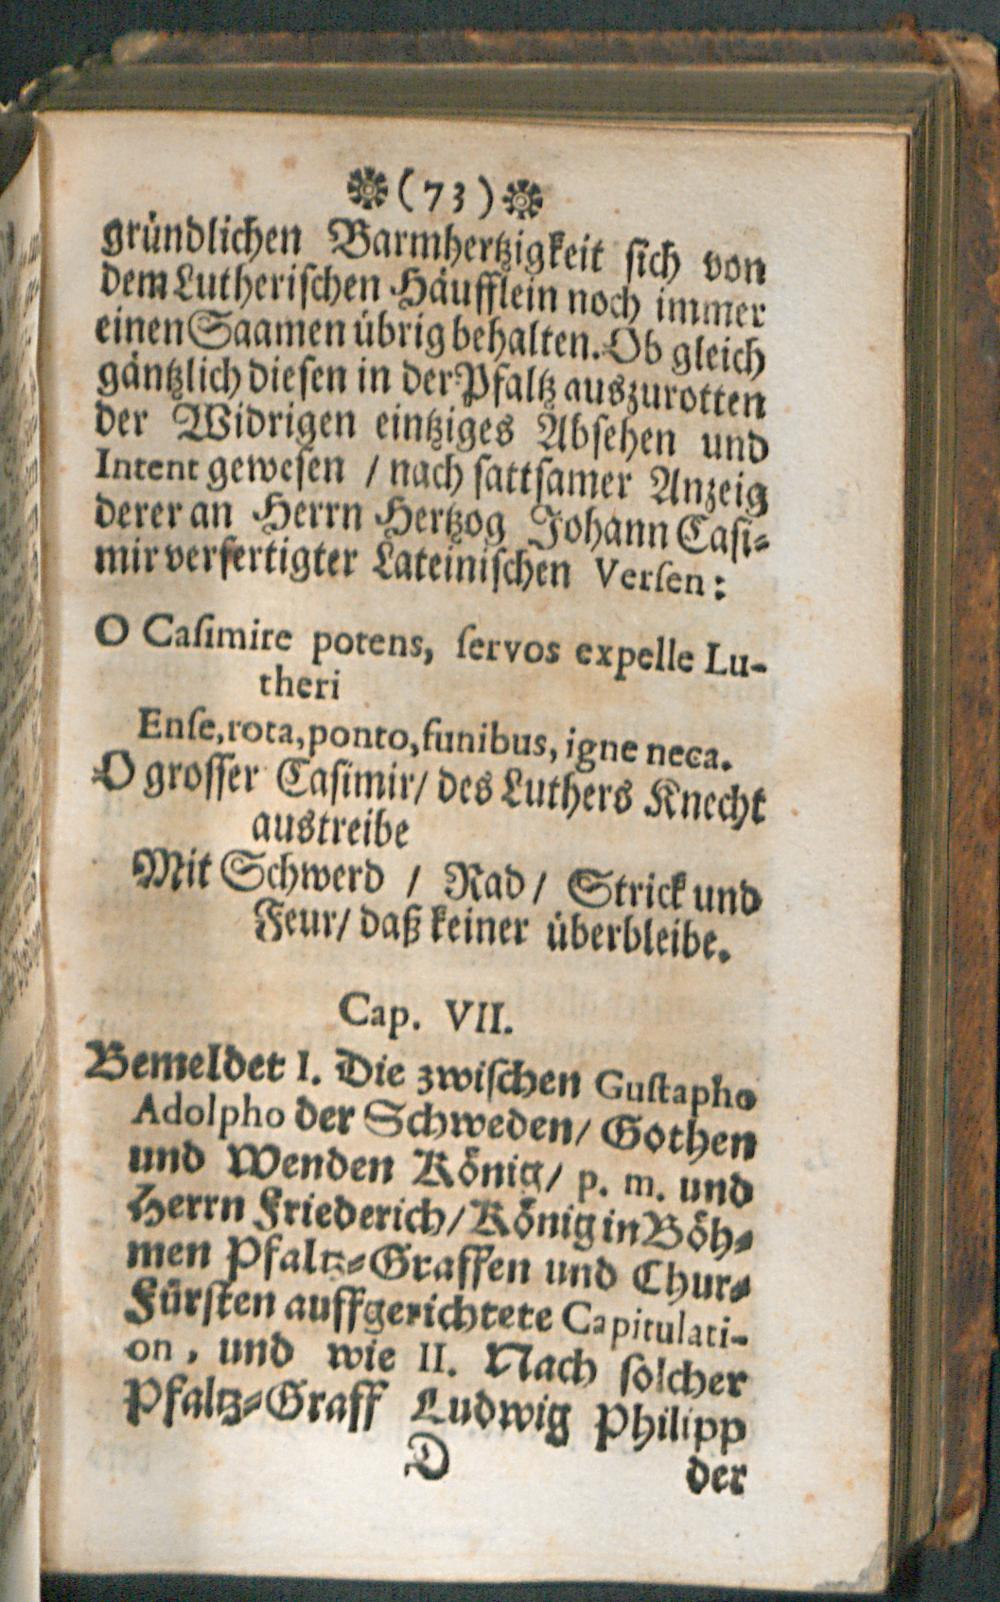 (73)
gründlichen Barmhertzigkeit sich von
dem Lutherischen Häufflein noch immer
einen Saamen übrig behalten. Ob gleich
gäntzlich diesen in der Pfaltz auszurotten
der Widrigen eintziges Absehen und
Intent gewesen / nach sattsamer Anzeig
derer an Herrn Hertzog Johann Casi-
mir verfertigter Lateinischen Versen:
O Casimire potens, servos expelle Lu-
theri
Ense, rota, ponto, funibus, igne neca.
O grosser Casimir/ des Luthers Knecht
austreibe
Mit Schwerd / Rad/ Strick und
Feur/ daß keiner überbleibe.
Cap. VII.
Bemeldet I. Die zwischen Gustapho
Adolpho der Schweden/ Gothen
und Wenden König/ p. m. und
Herrn Friederich/ König in Böh-
men Pfaltz-Graffen und Chur-
Fürsten auffgerichtete Capitulati-
on, und wie II. Nach solcher
Pfaltz-Graff Ludwig Philipp
D
der